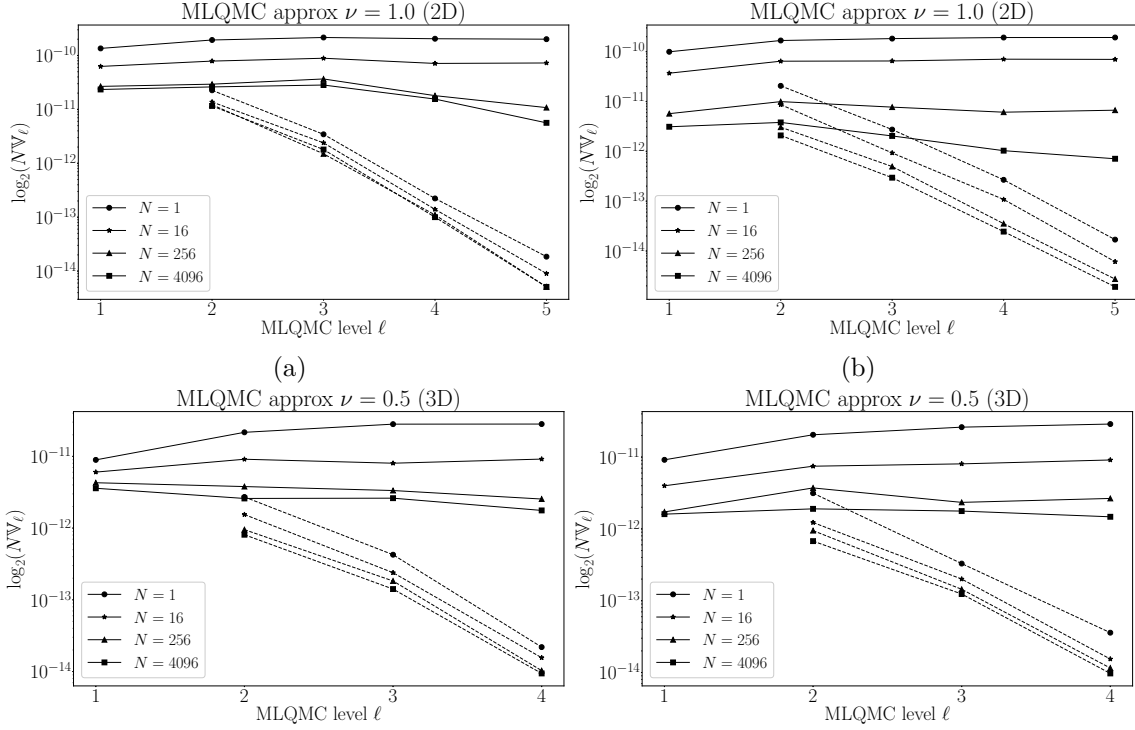 MLQMC approx ν = 1.0 (2D)
log₂(N𝕍ℓ)
10⁻¹⁰
10⁻¹¹
10⁻¹²
10⁻¹³
10⁻¹⁴
N = 1
N = 16
N = 256
N = 4096
1 2 3 4 5
MLQMC level ℓ
(a)
MLQMC approx ν = 1.0 (2D)
log₂(N𝕍ℓ)
10⁻¹⁰
10⁻¹¹
10⁻¹²
10⁻¹³
10⁻¹⁴
N = 1
N = 16
N = 256
N = 4096
1 2 3 4 5
MLQMC level ℓ
(b)
MLQMC approx ν = 0.5 (3D)
log₂(N𝕍ℓ)
10⁻¹¹
10⁻¹²
10⁻¹³
10⁻¹⁴
N = 1
N = 16
N = 256
N = 4096
1 2 3 4
MLQMC level ℓ
MLQMC approx ν = 0.5 (3D)
log₂(N𝕍ℓ)
10⁻¹¹
10⁻¹²
10⁻¹³
10⁻¹⁴
N = 1
N = 16
N = 256
N = 4096
1 2 3 4
MLQMC level ℓ